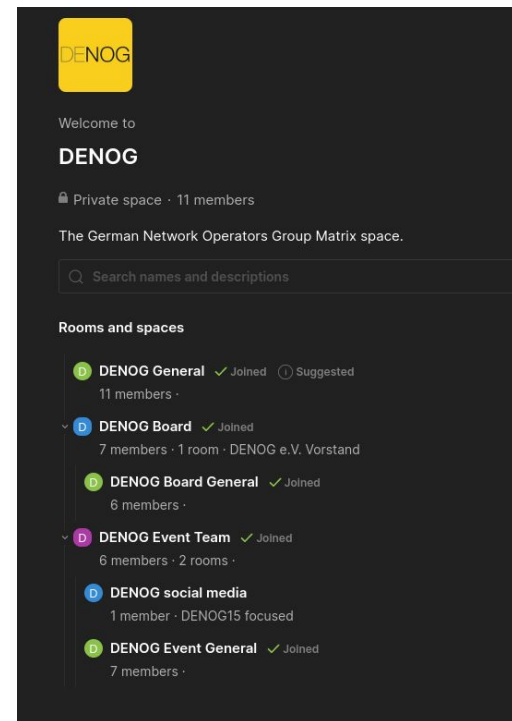 DENOG
Welcome to
DENOG
Private space · 11 members
The German Network Operators Group Matrix space.
Search names and descriptions
Rooms and spaces
D DENOG General ✓ Joined ⓘ Suggested
11 members ·
D DENOG Board ✓ Joined
7 members · 1 room · DENOG e.V. Vorstand
D DENOG Board General ✓ Joined
6 members ·
D DENOG Event Team ✓ Joined
6 members · 2 rooms ·
D DENOG social media
1 member · DENOG15 focused
D DENOG Event General ✓ Joined
7 members ·